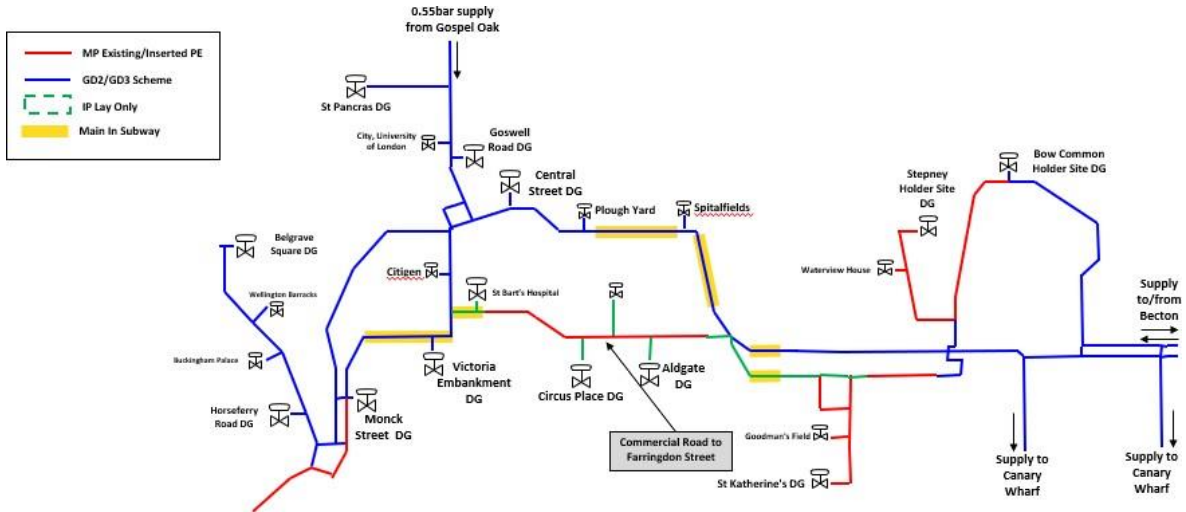 0.55bar supply
from Gospel Oak
MP Existing/Inserted PE
GD2/GD3 Scheme
IP Lay Only
Main In Subway
St Pancras DG
City, University
of London
Goswell
Road DG
Central
Street DG
Plough Yard
Spitalfields
Stepney
Holder Site
DG
Bow Common
Holder Site DG
Belgrave
Square DG
Waterview House
Citigen
Wellington Barracks
St Bart's Hospital
Supply
to/from
Becton
Buckingham Palace
Victoria
Embankment
DG
Circus Place DG
Aldgate
DG
Horseferry
Road DG
Monck
Street DG
Commercial Road to
Farringdon Street
Goodman's Field
St Katherine's DG
Supply to
Canary
Wharf
Supply to
Canary
Wharf